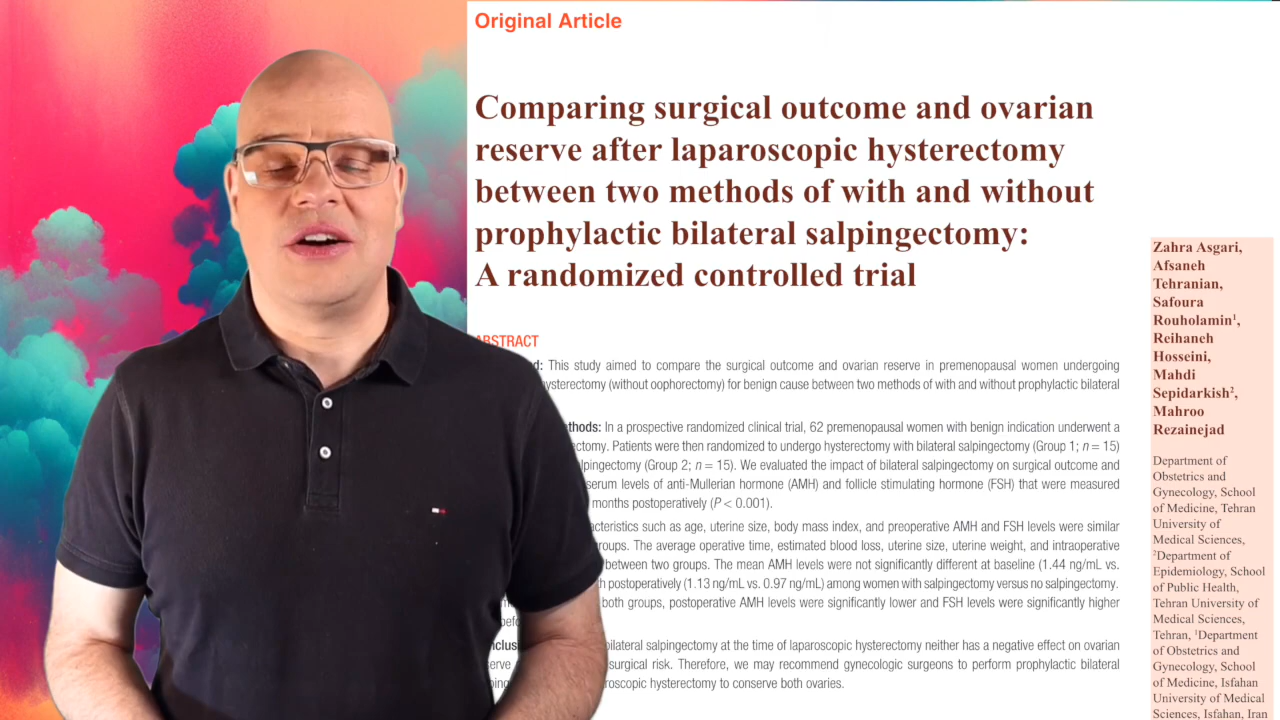 Original Article
Comparing surgical outcome and ovarian
reserve after laparoscopic hysterectomy
between two methods of with and without
prophylactic bilateral salpingectomy:
A randomized controlled trial
ABSTRACT
This study aimed to compare the surgical outcome and ovarian reserve in premenopausal women undergoing
(without oophorectomy) for benign cause between two methods of with and without prophylactic bilateral
In a prospective randomized clinical trial, 62 premenopausal women with benign indication underwent a
Patients were then randomized to undergo hysterectomy with bilateral salpingectomy (Group 1; n = 15)
(Group 2; n = 15). We evaluated the impact of bilateral salpingectomy on surgical outcome and
serum levels of anti-Mullerian hormone (AMH) and follicle stimulating hormone (FSH) that were measured
months postoperatively (P < 0.001).
such as age, uterine size, body mass index, and preoperative AMH and FSH levels were similar
The average operative time, estimated blood loss, uterine size, uterine weight, and intraoperative
between two groups. The mean AMH levels were not significantly different at baseline (1.44 ng/mL vs.
postoperatively (1.13 ng/mL vs. 0.97 ng/mL) among women with salpingectomy versus no salpingectomy.
both groups, postoperative AMH levels were significantly lower and FSH levels were significantly higher
bilateral salpingectomy at the time of laparoscopic hysterectomy neither has a negative effect on ovarian
surgical risk. Therefore, we may recommend gynecologic surgeons to perform prophylactic bilateral
hysterectomy to conserve both ovaries.
Zahra Asgari,
Afsaneh
Tehranian,
Safoura
Rouholamin¹,
Reihaneh
Hosseini,
Mahdi
Sepidarkish²,
Mahroo
Rezainejad
Department of
Obstetrics and
Gynecology, School
of Medicine, Tehran
University of
Medical Sciences,
²Department of
Epidemiology, School
of Public Health,
Tehran University of
Medical Sciences,
Tehran, ¹Department
of Obstetrics and
Gynecology, School
of Medicine, Isfahan
University of Medical
Sciences, Isfahan, Iran